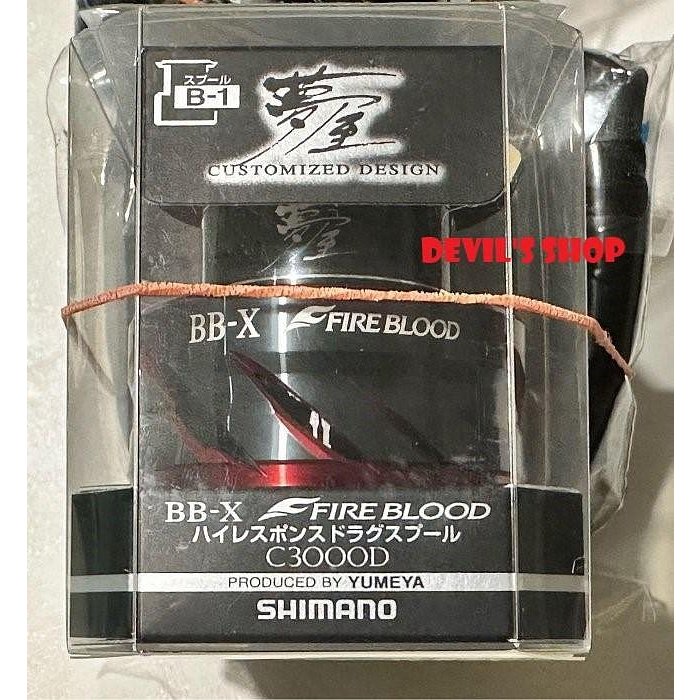 スプール
B-1
夢屋
CUSTOMIZED DESIGN
夢屋
DEVIL'S SHOP
BB-X FIRE BLOOD
BB-X FIRE BLOOD
ハイレスポンスドラグスプール
C3000D
PRODUCED BY YUMEYA
SHIMANO